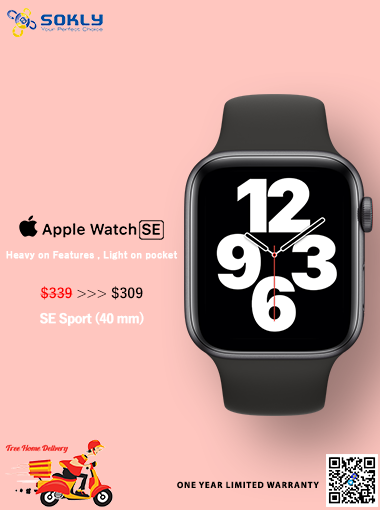 SOKLY
Your Perfect Choice
Apple Watch SE
Heavy on Features , Light on pocket
$339 >>> $309
SE Sport (40 mm)
12
9 3
6
Free Home Delivery
ONE YEAR LIMITED WARRANTY